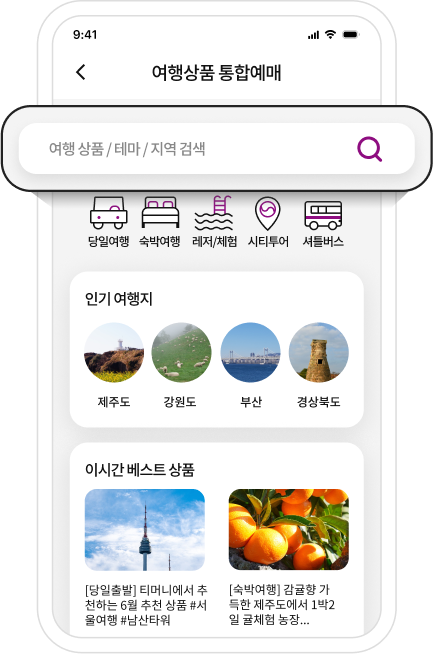 9:41
여행상품 통합예매
여행 상품 / 테마 / 지역 검색
당일여행 숙박여행 레저/체험 시티투어 셔틀버스
인기 여행지
제주도 강원도 부산 경상북도
이시간 베스트 상품
[당일출발] 티머니에서 추
천하는 6월 추천 상품 #서
울여행 #남산타워
[숙박여행] 감귤향 가
득한 제주도에서 1박2
일 귤체험 농장...